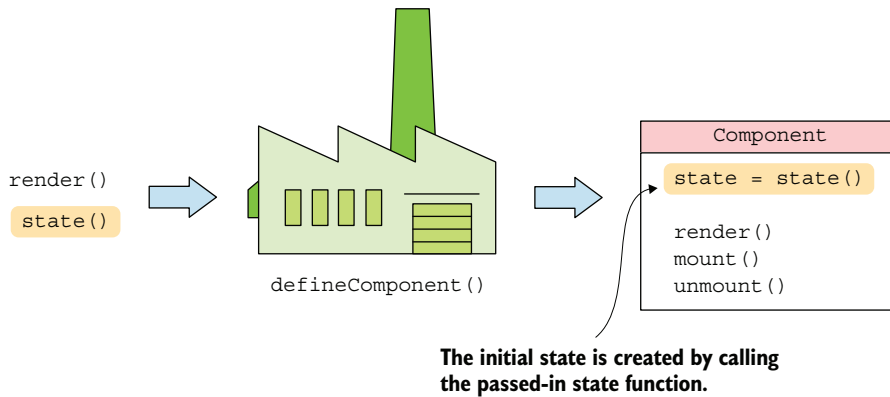 render()
state()
defineComponent()
Component
state = state()
render()
mount()
unmount()
The initial state is created by calling
the passed-in state function.